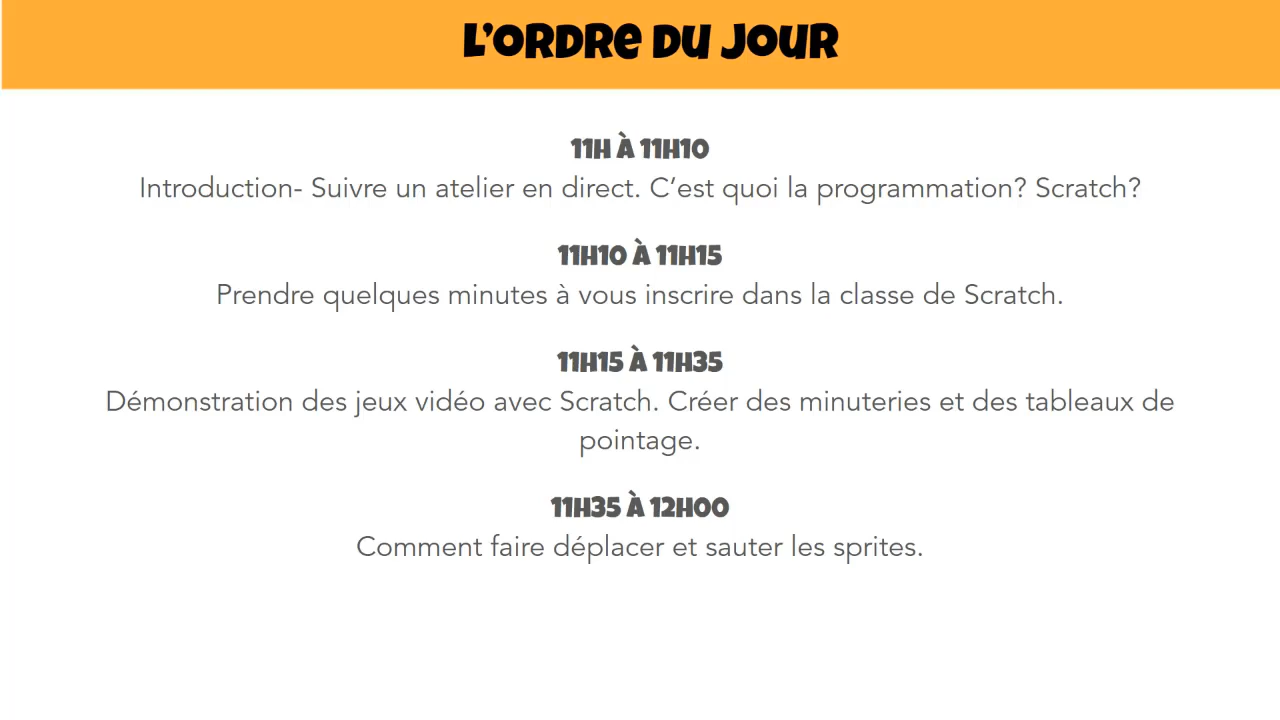 L'ORDRe DU JOUR
11H À 11H10
Introduction- Suivre un atelier en direct. C'est quoi la programmation? Scratch?
11H10 À 11H15
Prendre quelques minutes à vous inscrire dans la classe de Scratch.
11H15 À 11H35
Démonstration des jeux vidéo avec Scratch. Créer des minuteries et des tableaux de
pointage.
11H35 À 12H00
Comment faire déplacer et sauter les sprites.